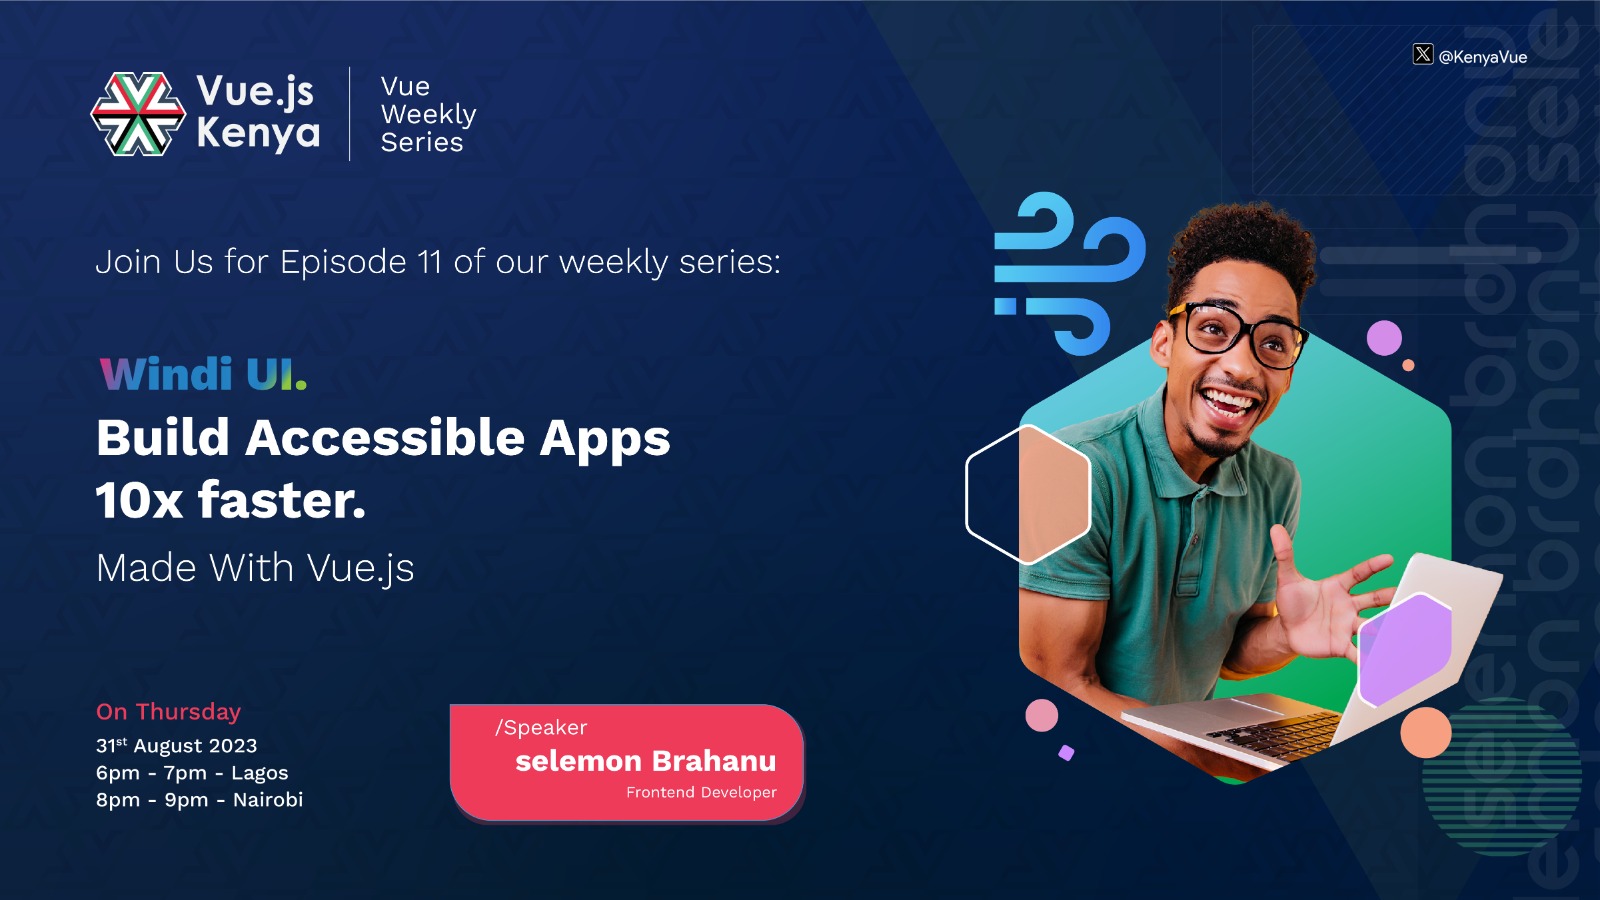 Vue.js
Kenya
Vue
Weekly
Series
@KenyaVue
Join Us for Episode 11 of our weekly series:
Windi UI.
Build Accessible Apps
10x faster.
Made With Vue.js
On Thursday
31st August 2023
6pm - 7pm - Lagos
8pm - 9pm - Nairobi
/Speaker
selemon Brahanu
Frontend Developer